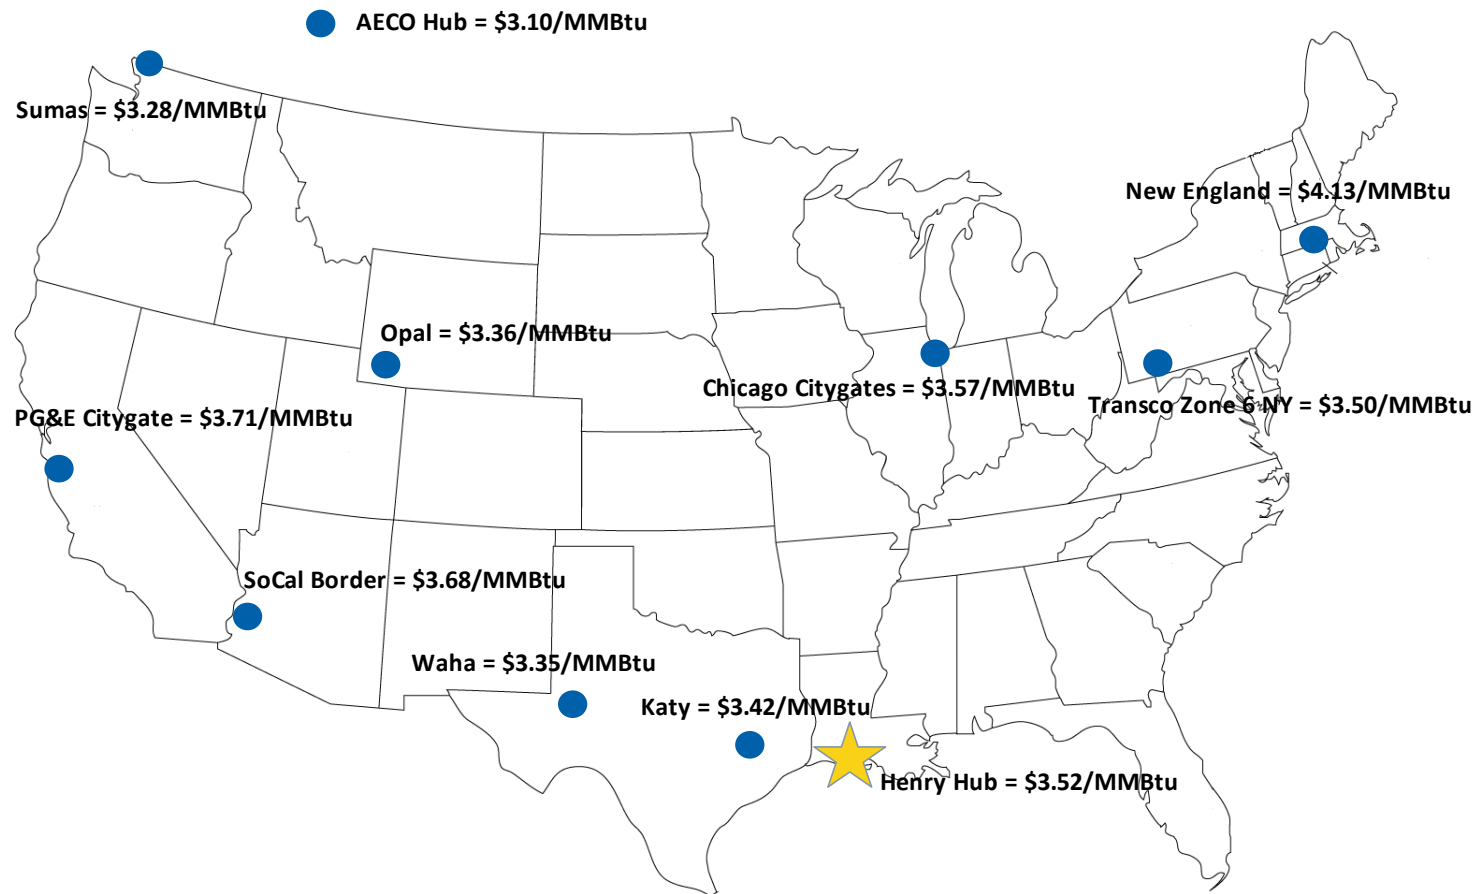 AECO Hub = $3.10/MMBtu
Sumas = $3.28/MMBtu
New England = $4.13/MMBtu
Opal = $3.36/MMBtu
Chicago Citygates = $3.57/MMBtu
Transco Zone 6 NY = $3.50/MMBtu
PG&E Citygate = $3.71/MMBtu
SoCal Border = $3.68/MMBtu
Waha = $3.35/MMBtu
Katy = $3.42/MMBtu
Henry Hub = $3.52/MMBtu